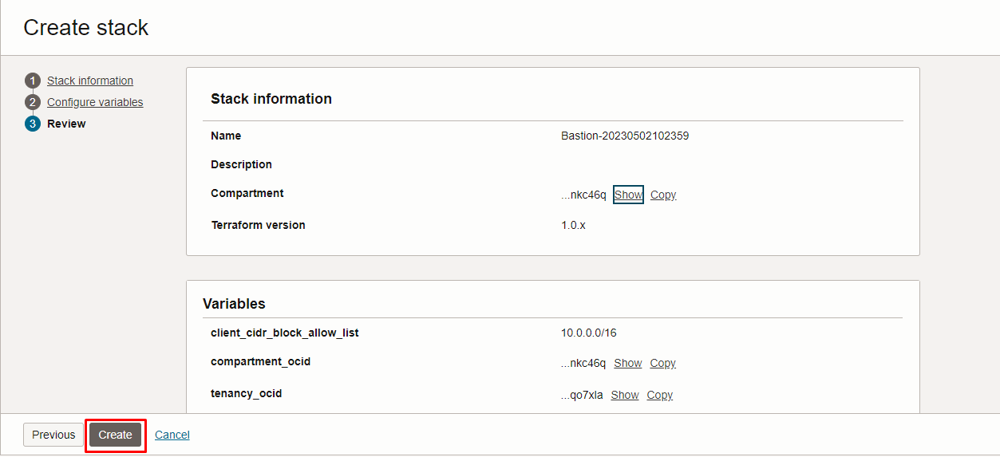 Create stack
1 Stack information
2 Configure variables
3 Review
Stack information
Name Bastion-20230502102359
Description
Compartment ...nkc46q Show Copy
Terraform version 1.0.x
Variables
client_cidr_block_allow_list 10.0.0.0/16
compartment_ocid ...nkc46q Show Copy
tenancy_ocid ...qo7xla Show Copy
Previous Create Cancel